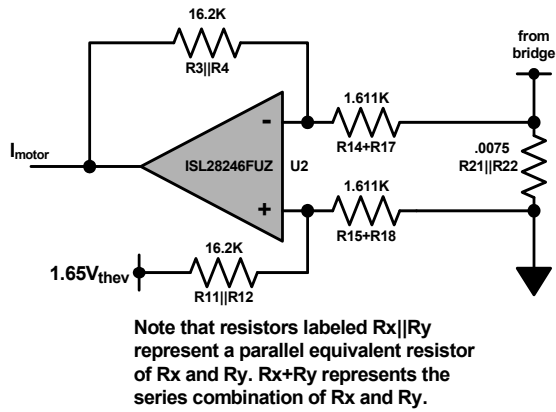 16.2K
R3||R4
from
bridge
1.611K
R14+R17
-
ISL28246FUZ
U2
.0075
R21||R22
Imotor
+
1.611K
R15+R18
16.2K
1.65Vthev
R11||R12
Note that resistors labeled Rx||Ry
represent a parallel equivalent resistor
of Rx and Ry. Rx+Ry represents the
series combination of Rx and Ry.